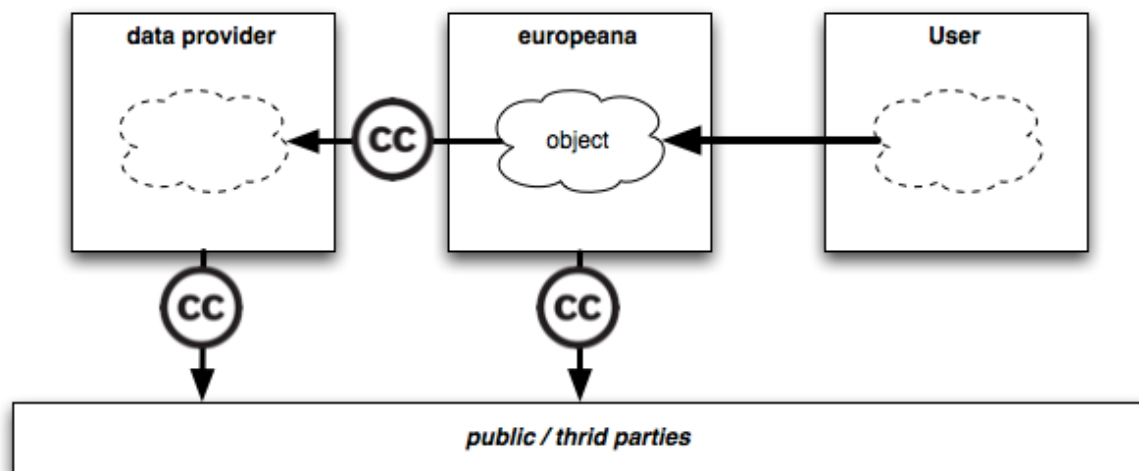 data provider
europeana
User
cc
object
cc
cc
public / thrid parties